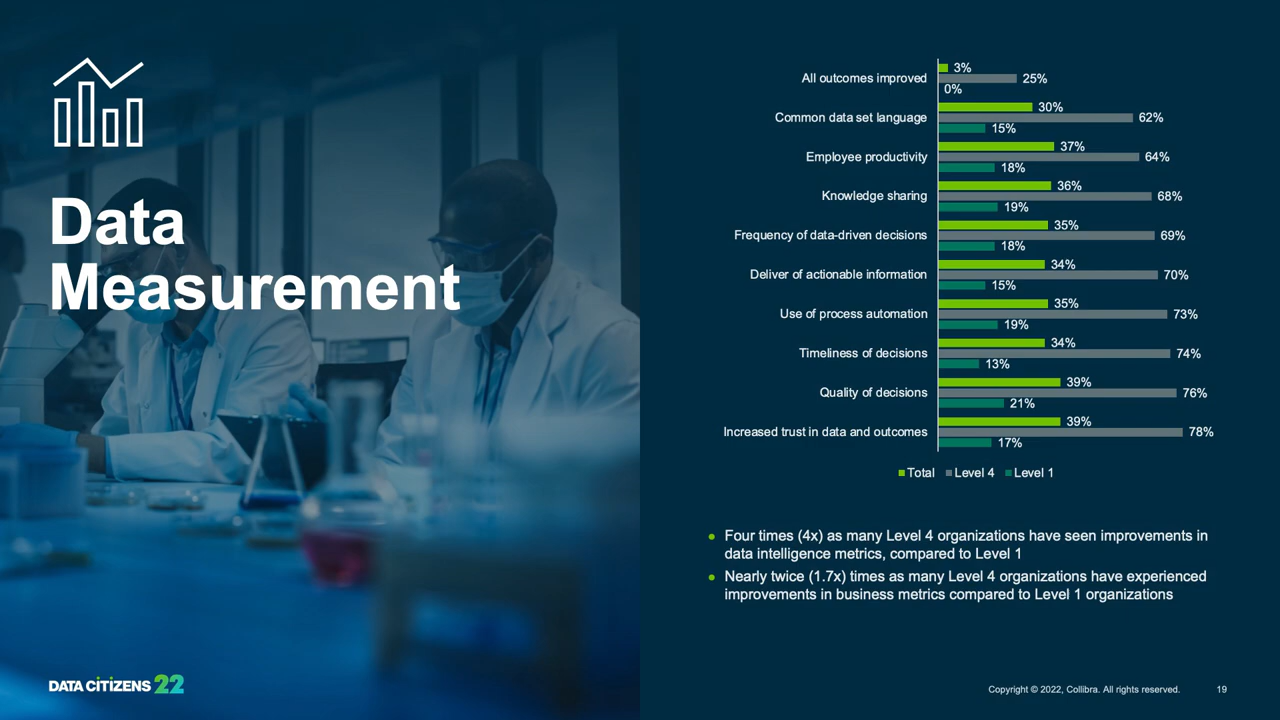 Data
Measurement
DATA CITIZENS 22
All outcomes improved
3%
25%
0%
Common data set language
30%
62%
15%
Employee productivity
37%
64%
18%
Knowledge sharing
36%
68%
19%
Frequency of data-driven decisions
35%
69%
18%
Deliver of actionable information
34%
70%
15%
Use of process automation
35%
73%
19%
Timeliness of decisions
34%
74%
13%
Quality of decisions
39%
76%
21%
Increased trust in data and outcomes
39%
78%
17%
Total Level 4 Level 1
• Four times (4x) as many Level 4 organizations have seen improvements in
data intelligence metrics, compared to Level 1
• Nearly twice (1.7x) times as many Level 4 organizations have experienced
improvements in business metrics compared to Level 1 organizations
Copyright © 2022, Collibra. All rights reserved. 19